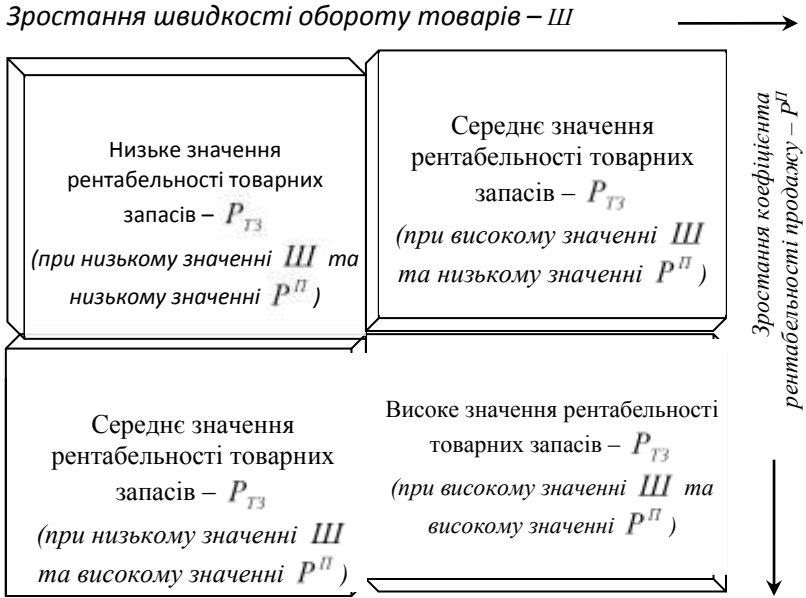 Зростання швидкості обороту товарів – Ш
Низьке значення
рентабельності товарних
запасів – Р_ТЗ
(при низькому значенні Ш та
низькому значенні Р^П)
Середнє значення
рентабельності товарних
запасів – Р_ТЗ
(при високому значенні Ш
та низькому значенні Р^П)
Зростання коефіцієнта
рентабельності продажу – Р^П
Середнє значення
рентабельності товарних
запасів – Р_ТЗ
(при низькому значенні Ш
та високому значенні Р^П)
Високе значення рентабельності
товарних запасів – Р_ТЗ
(при високому значенні Ш та
високому значенні Р^П)